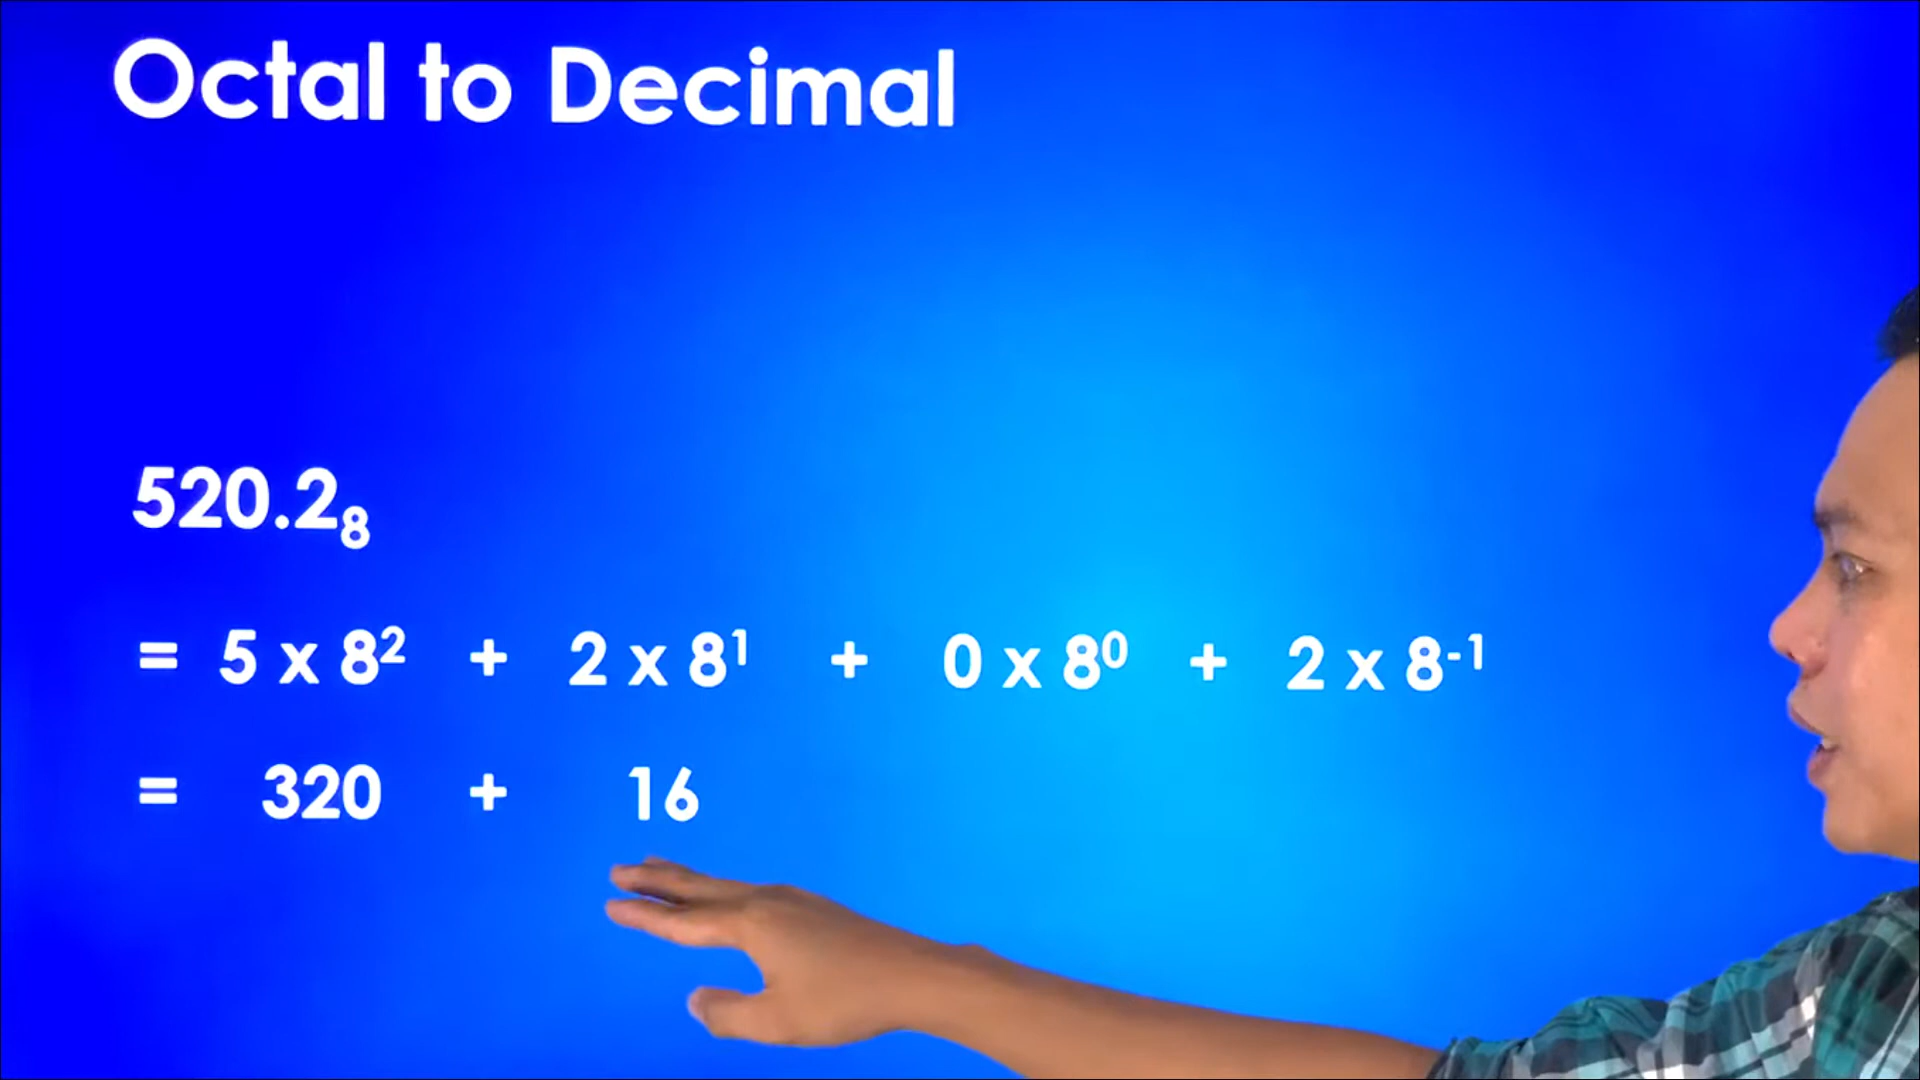 Octal to Decimal
520.2₈
= 5 x 8² + 2 x 8¹ + 0 x 8⁰ + 2 x 8⁻¹
= 320 + 16